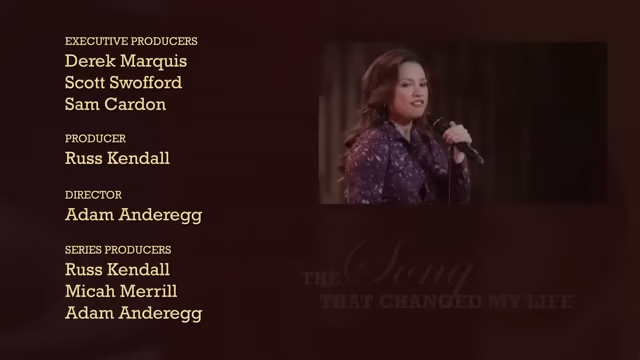 EXECUTIVE PRODUCERS
Derek Marquis
Scott Swofford
Sam Cardon
PRODUCER
Russ Kendall
DIRECTOR
Adam Anderegg
SERIES PRODUCERS
Russ Kendall
Micah Merrill
Adam Anderegg
THE Song
THAT CHANGED MY LIFE